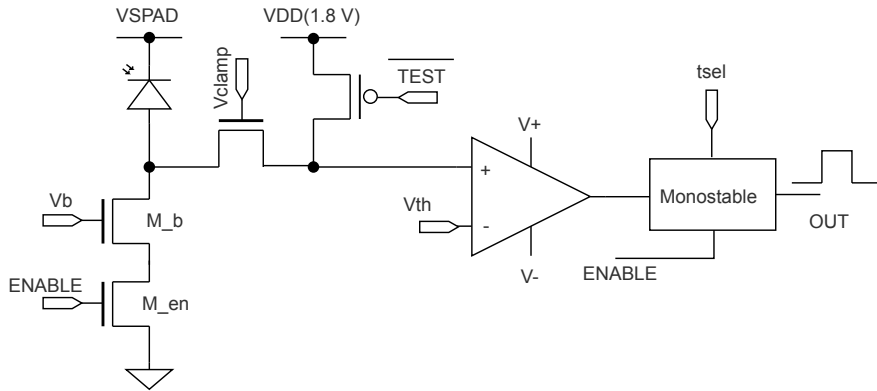 VSPAD
VDD(1.8 V)
TEST
Vclamp
tsel
V+
+
Vb
M_b
Vth
-
Monostable
OUT
V-
ENABLE
ENABLE
M_en